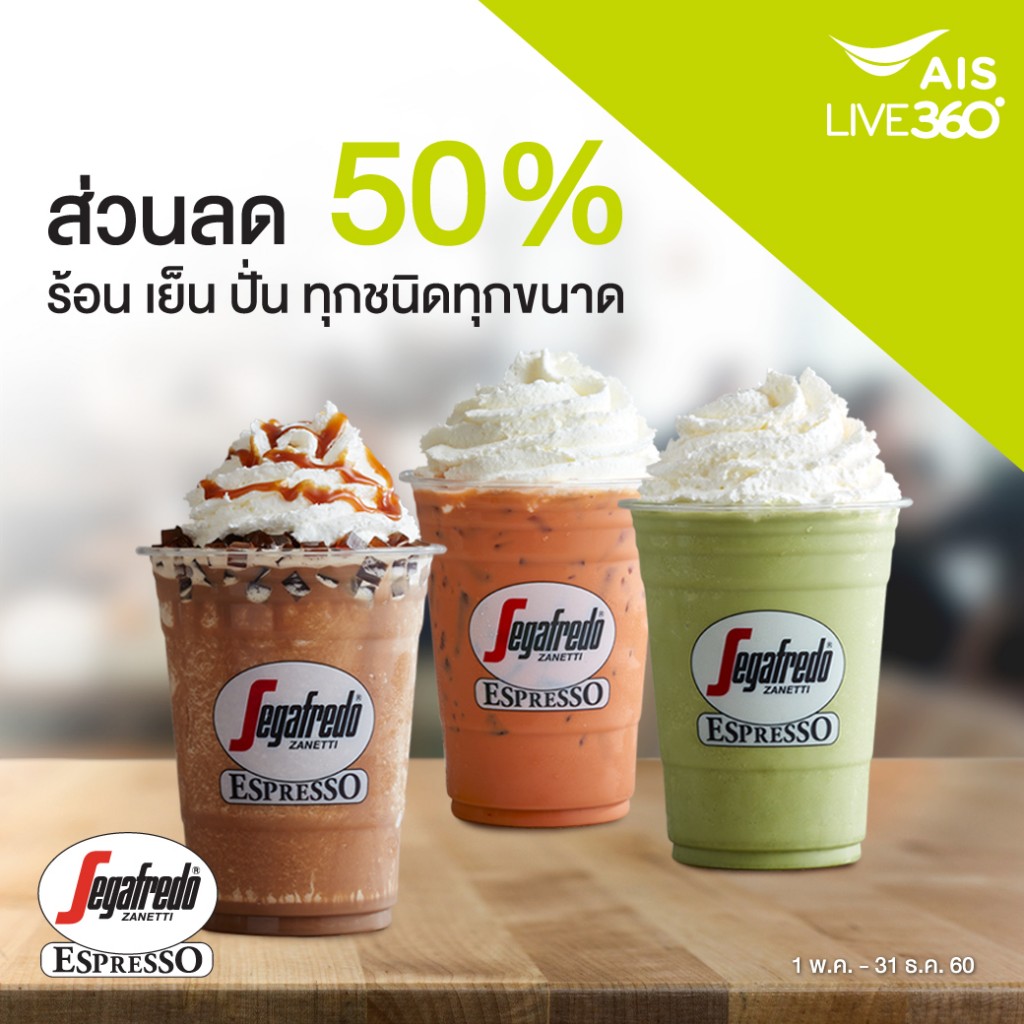 AIS
LIVE360°
ส่วนลด 50%
ร้อน เย็น ปั่น ทุกชนิดทุกขนาด
Segafredo®
ZANETTI
ESPRESSO
Segafredo®
ZANETTI
ESPRESSO
Segafredo®
ZANETTI
ESPRESSO
Segafredo®
ZANETTI
ESPRESSO
1 พ.ค. – 31 ธ.ค. 60